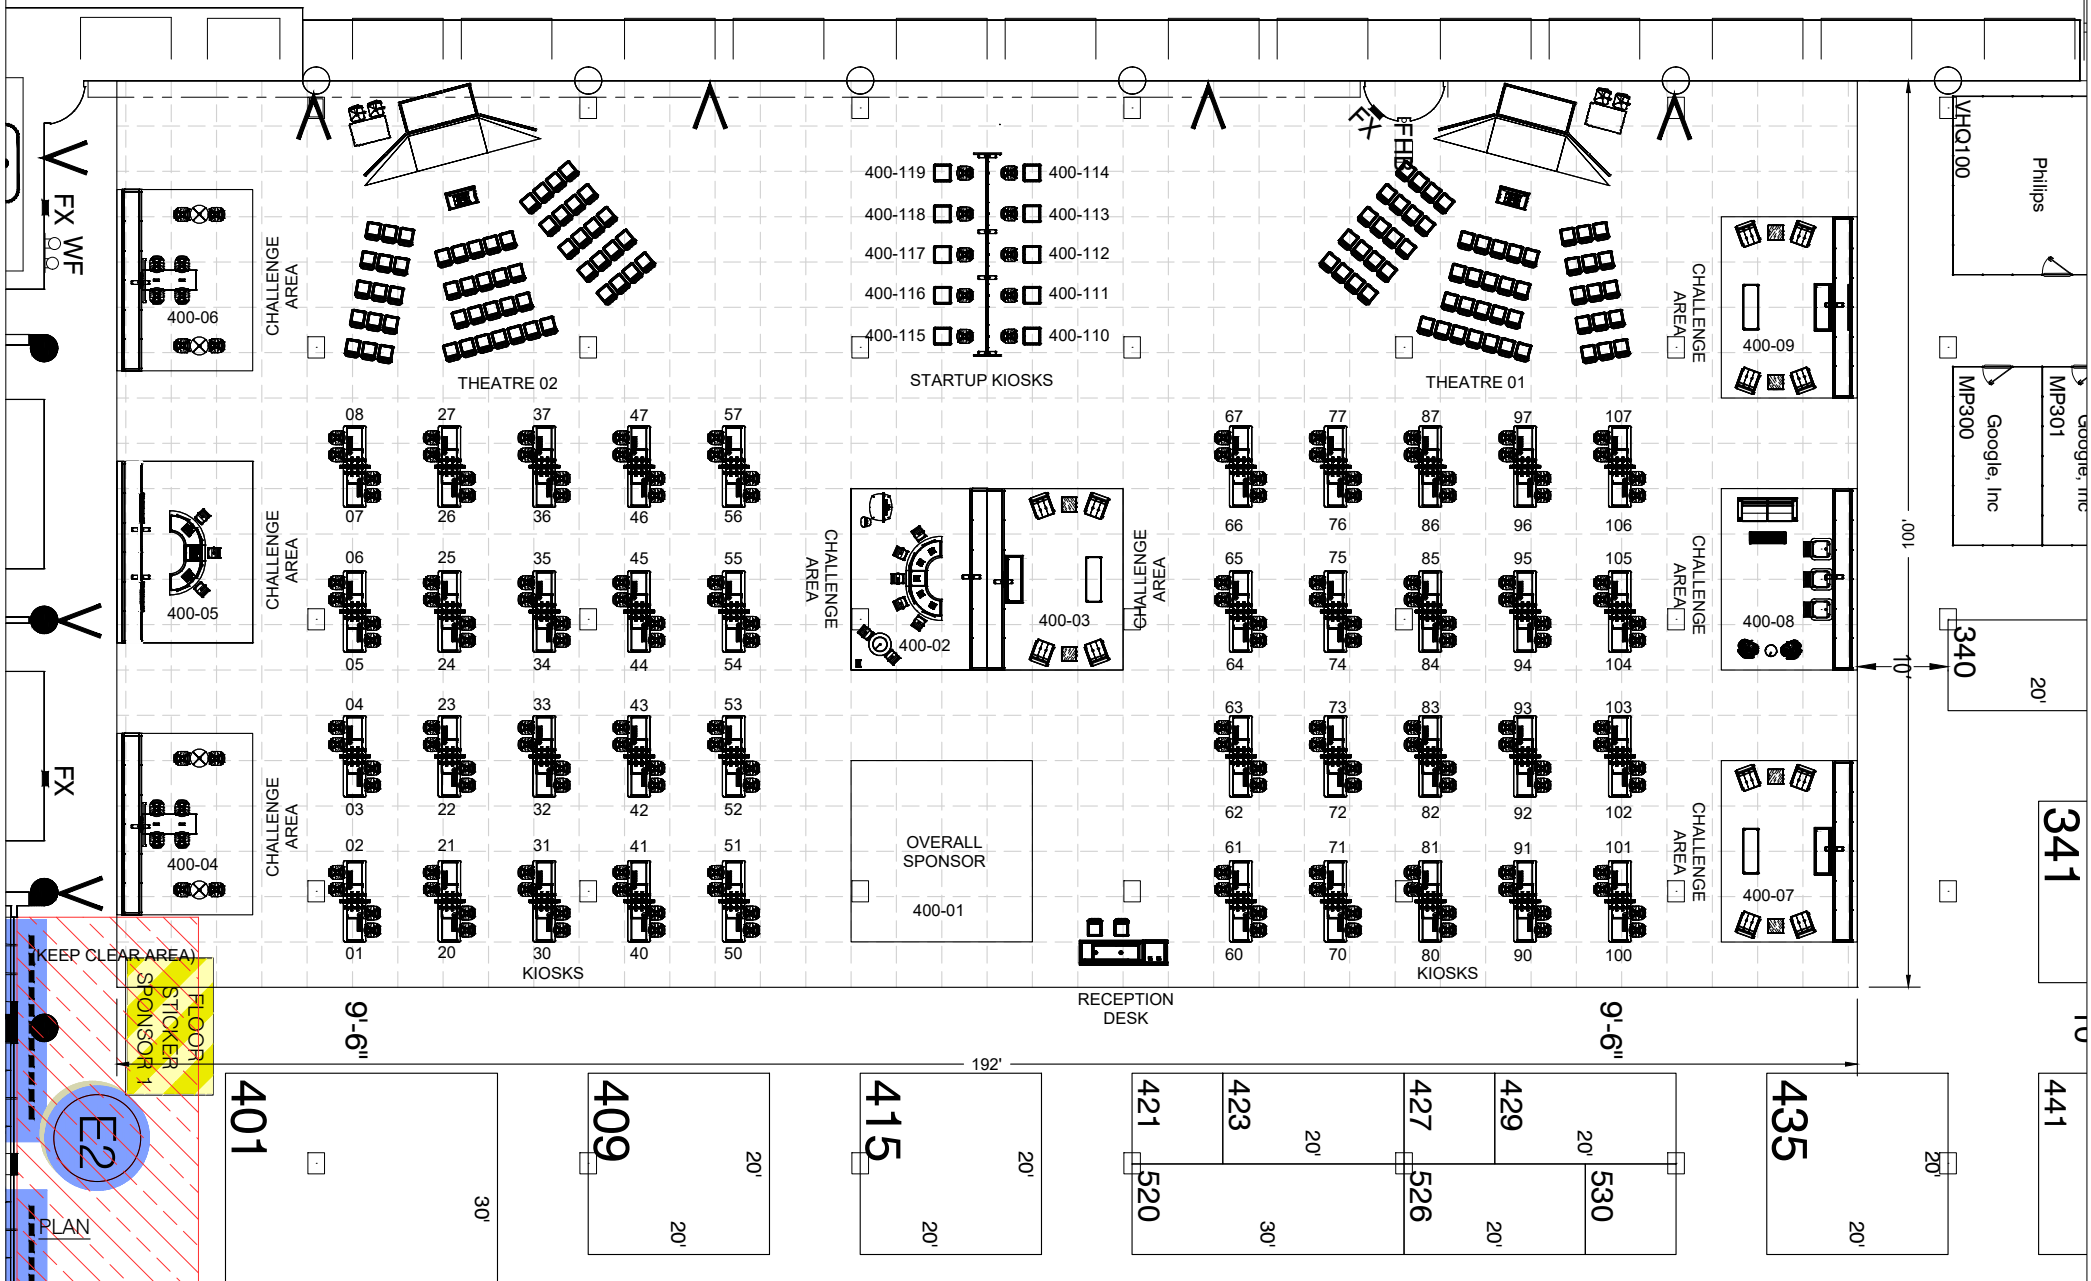 VHQ100
Philips
FX
FHC
FX WF
400-119
400-114
400-118
400-113
400-117
400-112
400-116
400-111
400-115
400-110
CHALLENGE
AREA
400-06
CHALLENGE
AREA
400-09
THEATRE 02
STARTUP KIOSKS
THEATRE 01
MP300
Google, Inc
MP301
Google, Inc
08 27 37 47 57
67 77 87 97 107
07 26 36 46 56
66 76 86 96 106
100'
CHALLENGE
AREA
400-05
CHALLENGE
AREA
400-02
400-03
CHALLENGE
AREA
CHALLENGE
AREA
400-08
06 25 35 45 55
65 75 85 95 105
05 24 34 44 54
64 74 84 94 104
10'
340
20'
04 23 33 43 53
63 73 83 93 103
03 22 32 42 52
62 72 82 92 102
FX
CHALLENGE
AREA
400-04
OVERALL
SPONSOR
400-01
CHALLENGE
AREA
400-07
341
02 21 31 41 51
61 71 81 91 101
01 20 30 40 50
60 70 80 90 100
KIOSKS
KIOSKS
(KEEP CLEAR AREA)
FLOOR
STICKER
SPONSOR 1
RECEPTION
DESK
9'-6"
9'-6"
192'
10
E2
PLAN
401
30'
409
20'
20'
415
20'
20'
421
423
20'
427
429
20'
520
30'
526
20'
530
435
20'
20'
441